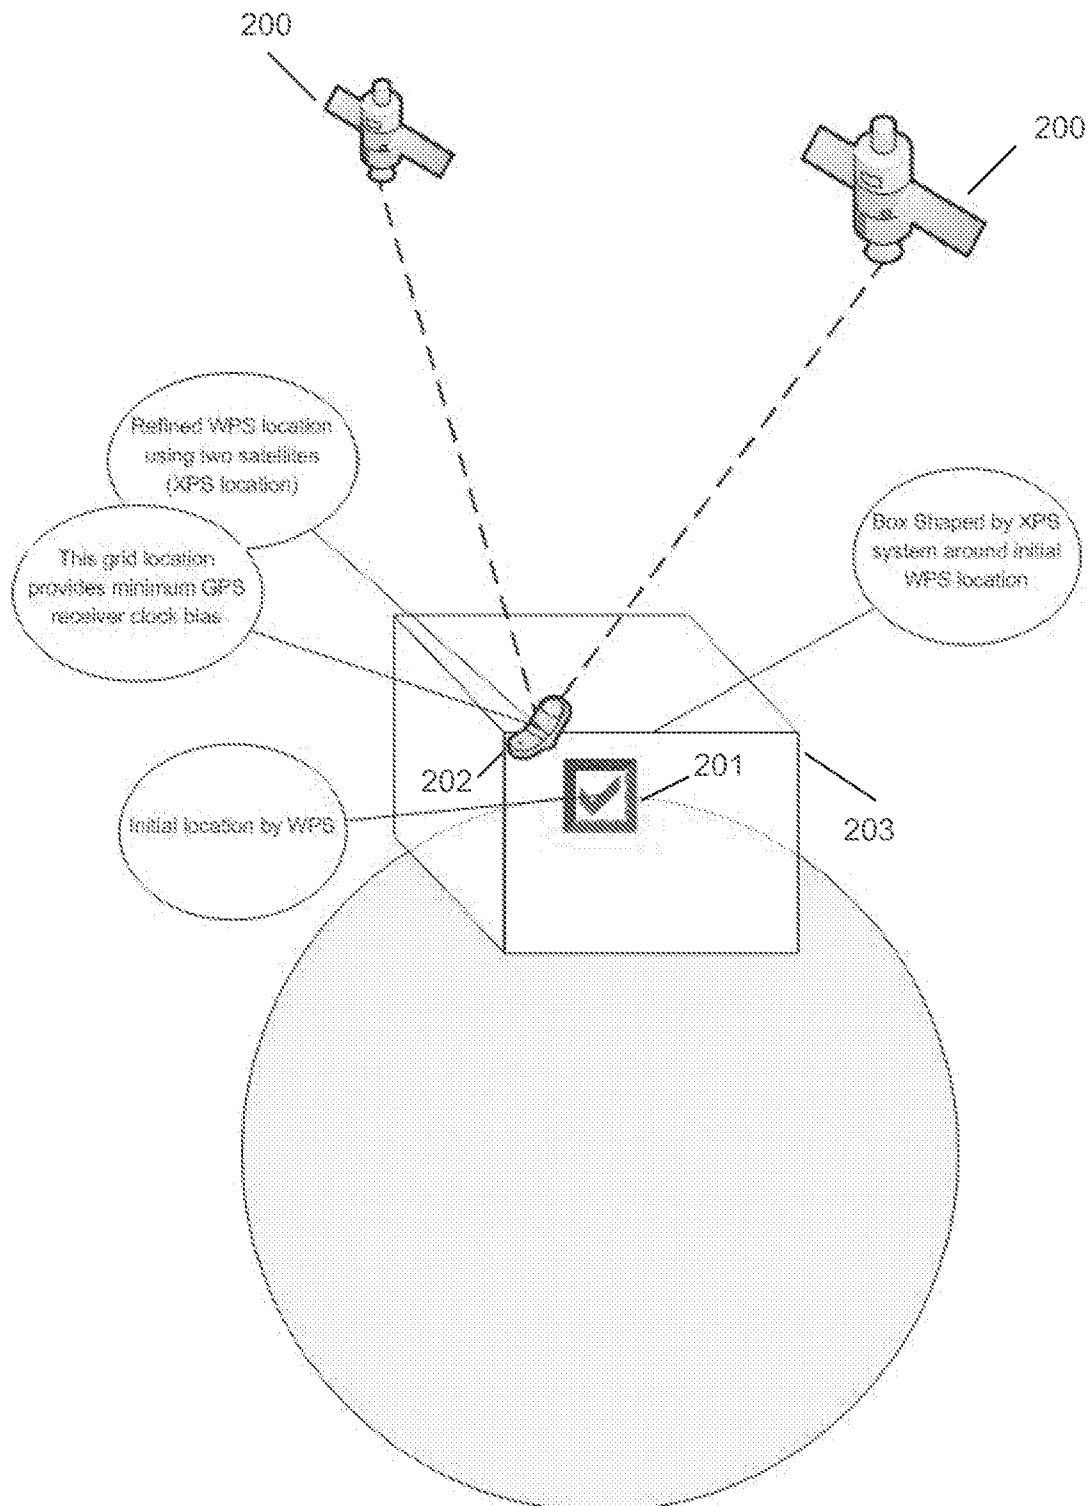 200
200
Refined WPS location
using two satellites
(XPS location)
This grid location
provides minimum GPS
receiver clock bias
Box Shaped by XPS
system around initial
WPS location
202
201
Initial location by WPS
203